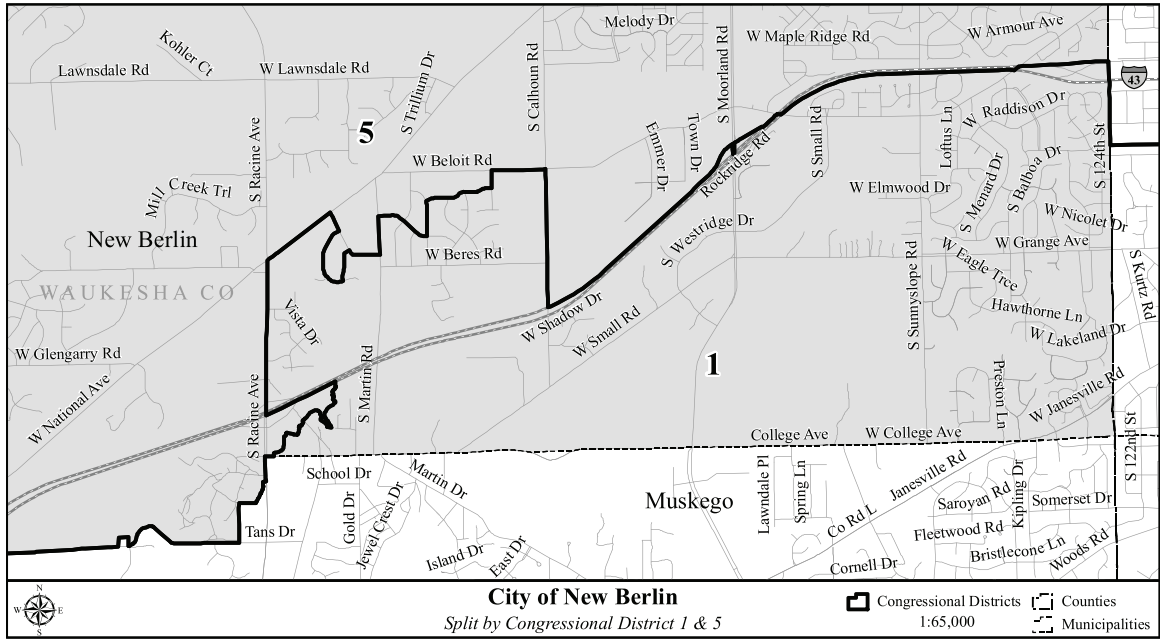 Melody Dr
W Armour Ave
W Maple Ridge Rd
Kohler Ct
Lawnsdale Rd
W Lawnsdale Rd
S Trillium Dr
S Calhoun Rd
S Moorland Rd
43
W Raddison Dr
S Small Rd
Loftus Ln
5
Emmer Dr
Town Dr
S Racine Ave
W Beloit Rd
Rockridge Rd
S Menard Dr
S Balboa Dr
S 124th St
Mill Creek Trl
W Elmwood Dr
W Nicolet Dr
New Berlin
S Westridge Dr
W Grange Ave
W Beres Rd
W Eagle Tree
WAUKESHA CO
S Sunnyslope Rd
S Kurtz Rd
Vista Dr
W Shadow Dr
W Small Rd
Hawthorne Ln
W Lakeland Dr
W Glengarry Rd
1
S Martin Rd
Preston Ln
W National Ave
S Racine Ave
W Janesville Rd
College Ave
W College Ave
S 122nd St
School Dr
Martin Dr
Lawndale Pl
Spring Ln
Janesville Rd
Muskego
Gold Dr
Jewel Crest Dr
Saroyan Rd
Kipling Dr
Somerset Dr
Tans Dr
Co Rd L
Fleetwood Rd
Island Dr
East Dr
Bristlecone Ln
Woods Rd
Cornell Dr
N
W
E
S
City of New Berlin
Split by Congressional District 1 & 5
Congressional Districts
1:65,000
Counties
Municipalities